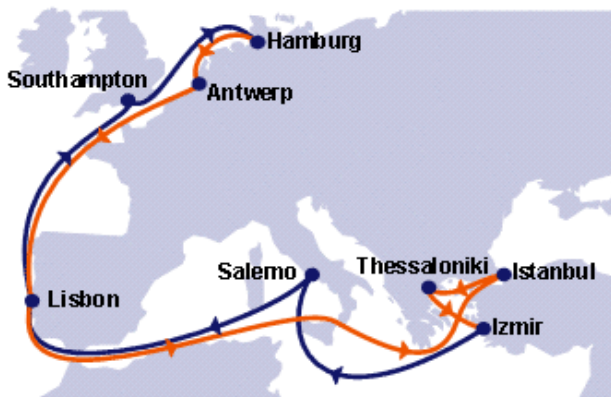 Hamburg
Southampton
Antwerp
Salerno
Thessaloniki
Istanbul
Lisbon
Izmir